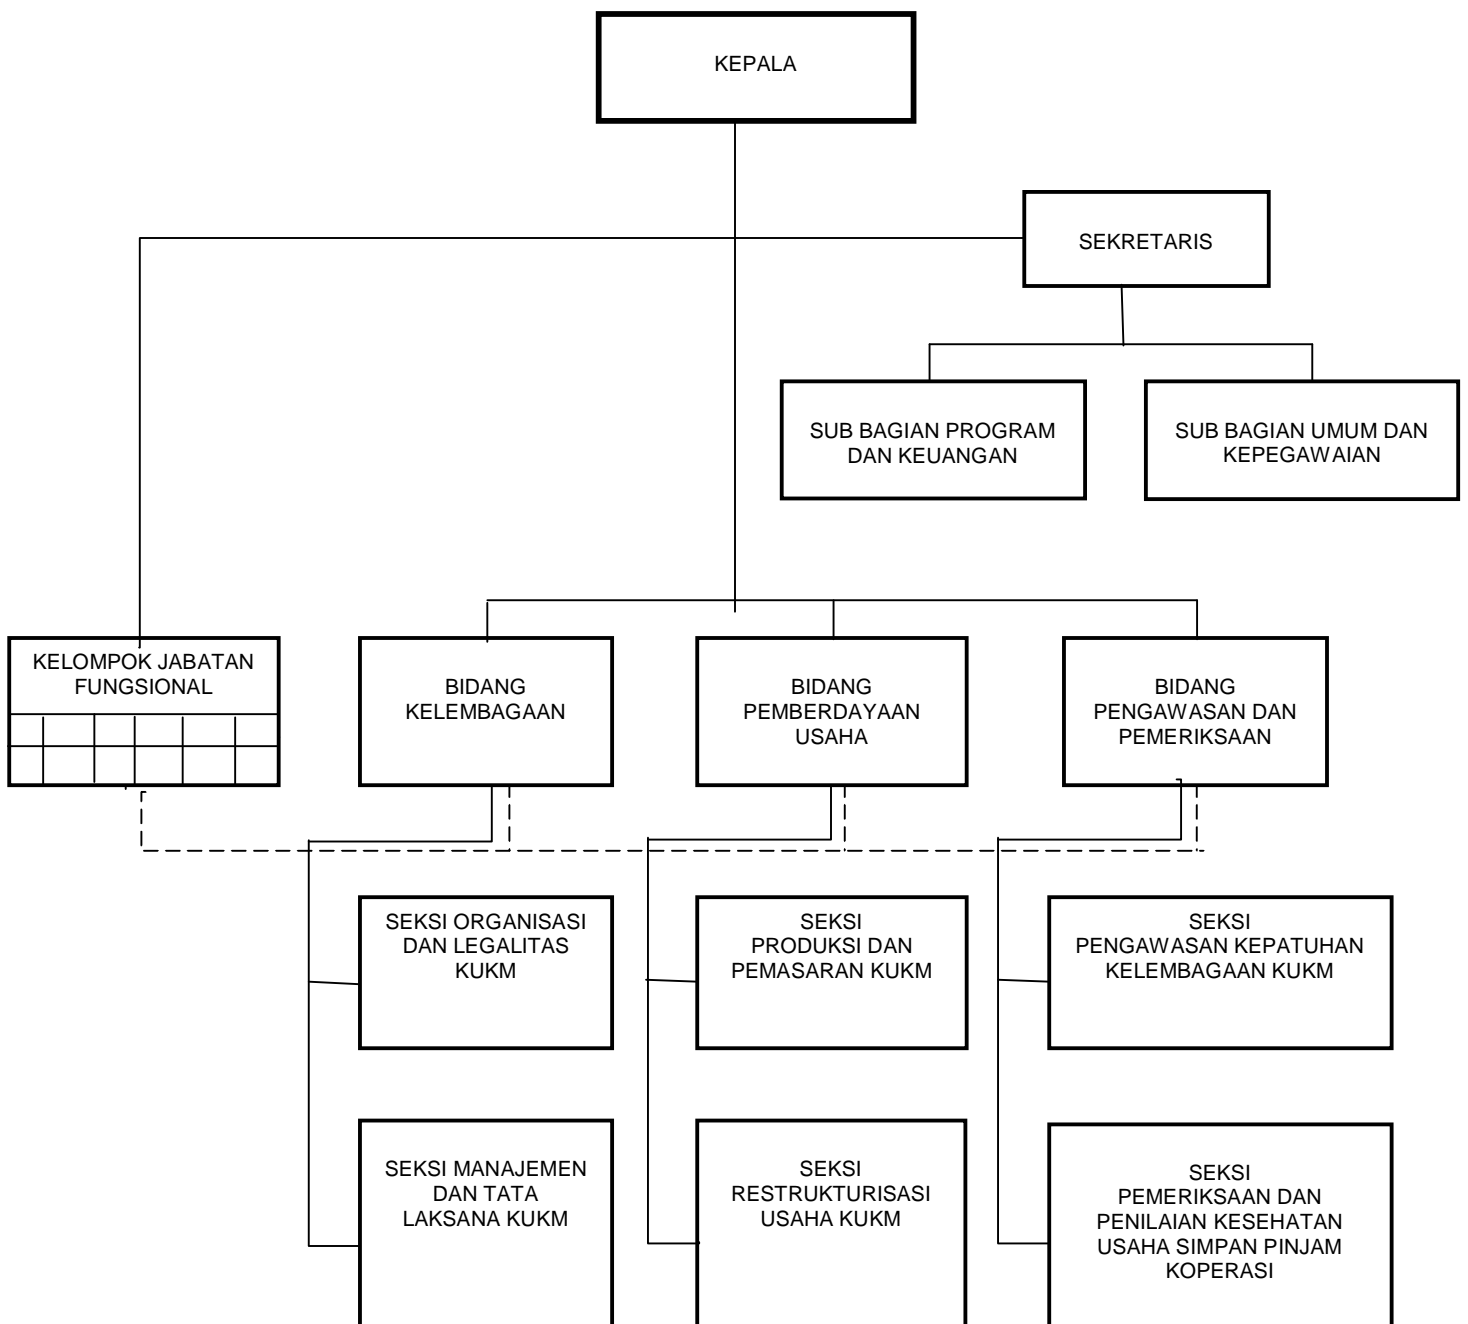 KEPALA
SEKRETARIS
SUB BAGIAN PROGRAM
DAN KEUANGAN
SUB BAGIAN UMUM DAN
KEPEGAWAIAN
KELOMPOK JABATAN
FUNGSIONAL
BIDANG
KELEMBAGAAN
BIDANG
PEMBERDAYAAN
USAHA
BIDANG
PENGAWASAN DAN
PEMERIKSAAN
SEKSI ORGANISASI
DAN LEGALITAS
KUKM
SEKSI
PRODUKSI DAN
PEMASARAN KUKM
SEKSI
PENGAWASAN KEPATUHAN
KELEMBAGAAN KUKM
SEKSI MANAJEMEN
DAN TATA
LAKSANA KUKM
SEKSI
RESTRUKTURISASI
USAHA KUKM
SEKSI
PEMERIKSAAN DAN
PENILAIAN KESEHATAN
USAHA SIMPAN PINJAM
KOPERASI